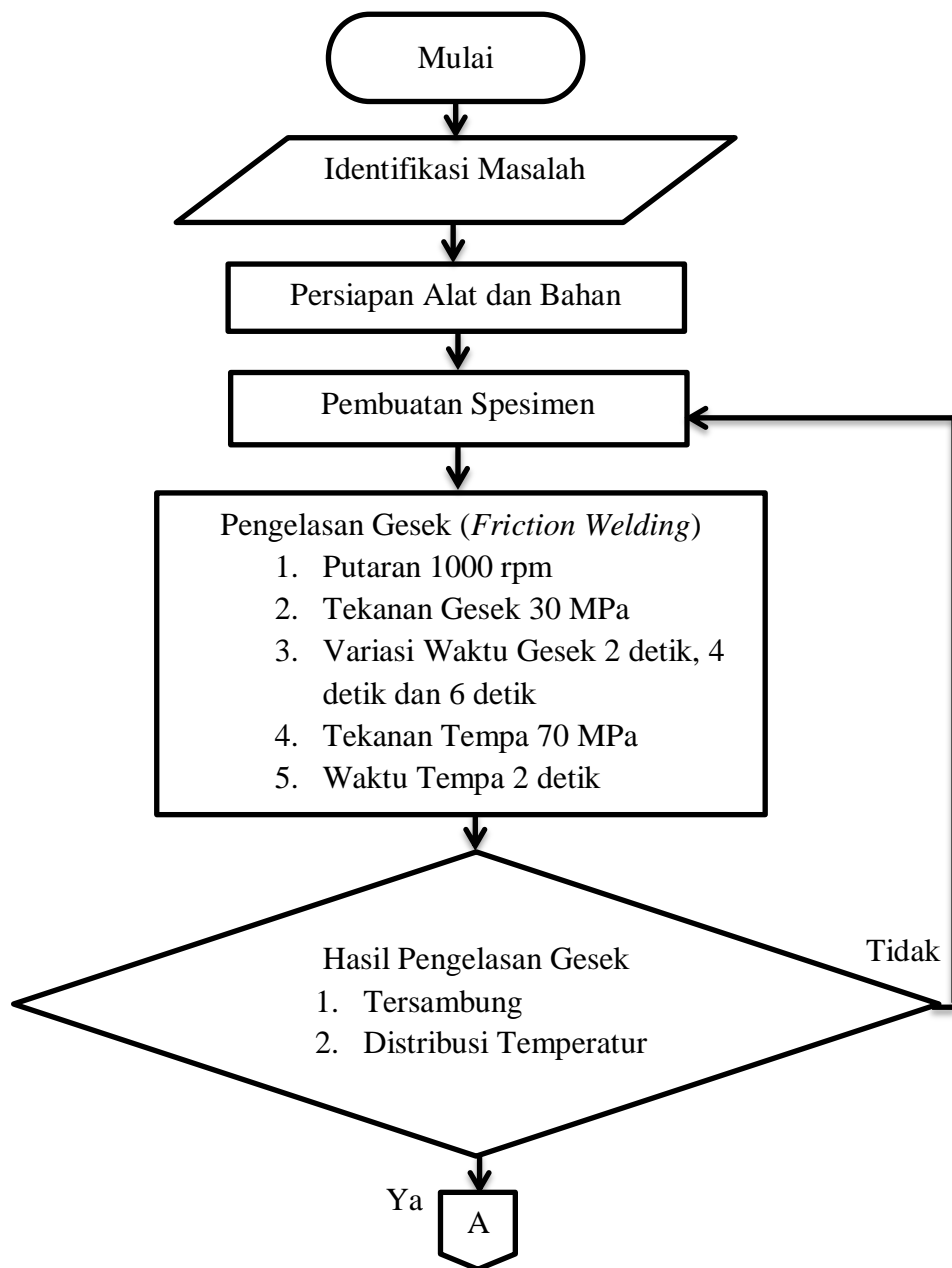 Mulai
Identifikasi Masalah
Persiapan Alat dan Bahan
Pembuatan Spesimen
Pengelasan Gesek (Friction Welding)
1. Putaran 1000 rpm
2. Tekanan Gesek 30 MPa
3. Variasi Waktu Gesek 2 detik, 4
detik dan 6 detik
4. Tekanan Tempa 70 MPa
5. Waktu Tempa 2 detik
Tidak
Hasil Pengelasan Gesek
1. Tersambung
2. Distribusi Temperatur
Ya
A